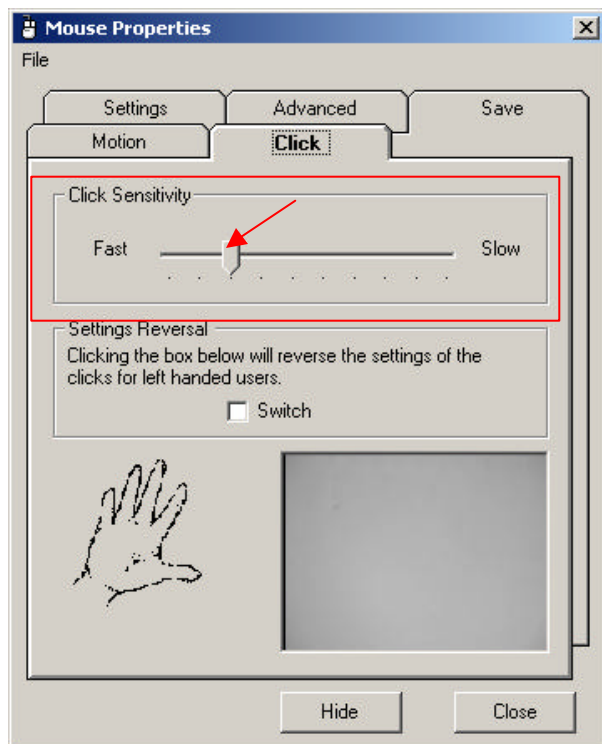 Mouse Properties
File
Settings Advanced Save
Motion Click
Click Sensitivity
Fast Slow
Settings Reversal
Clicking the box below will reverse the settings of the
clicks for left handed users.
Switch
Hide Close